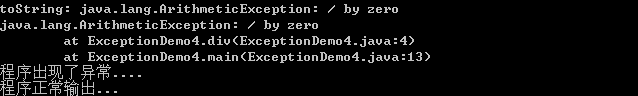 toString: java.lang.ArithmeticException: / by zero
java.lang.ArithmeticException: / by zero
        at ExceptionDemo4.div(ExceptionDemo4.java:4)
        at ExceptionDemo4.main(ExceptionDemo4.java:13)
程序出现了异常....
程序正常输出...